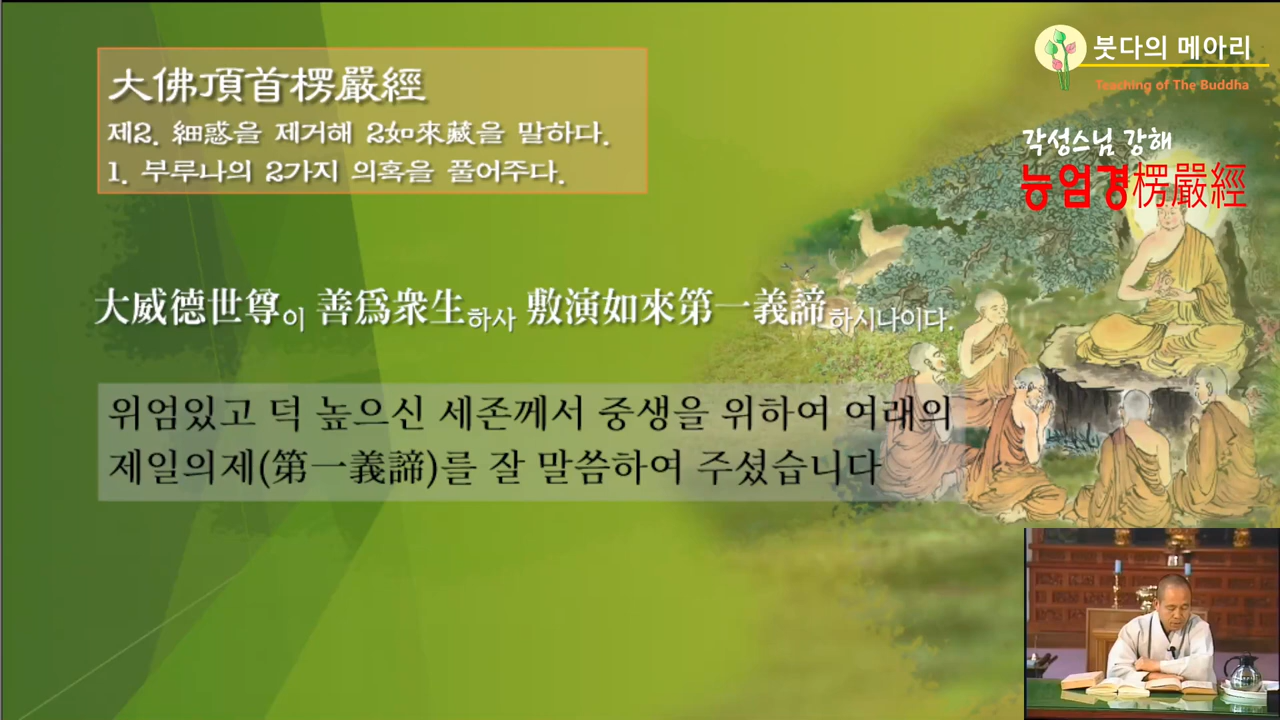 大佛頂首楞嚴經
제2. 細惑을 제거해 2如來藏을 말하다.
1. 부루나의 2가지 의혹을 풀어주다.
붓다의 메아리
Teaching of The Buddha
각성스님 강해
능엄경楞嚴經
大威德世尊이 善爲衆生하사 敷演如來第一義諦하시나이다.
위엄있고 덕 높으신 세존께서 중생을 위하여 여래의
제일의제(第一義諦)를 잘 말씀하여 주셨습니다